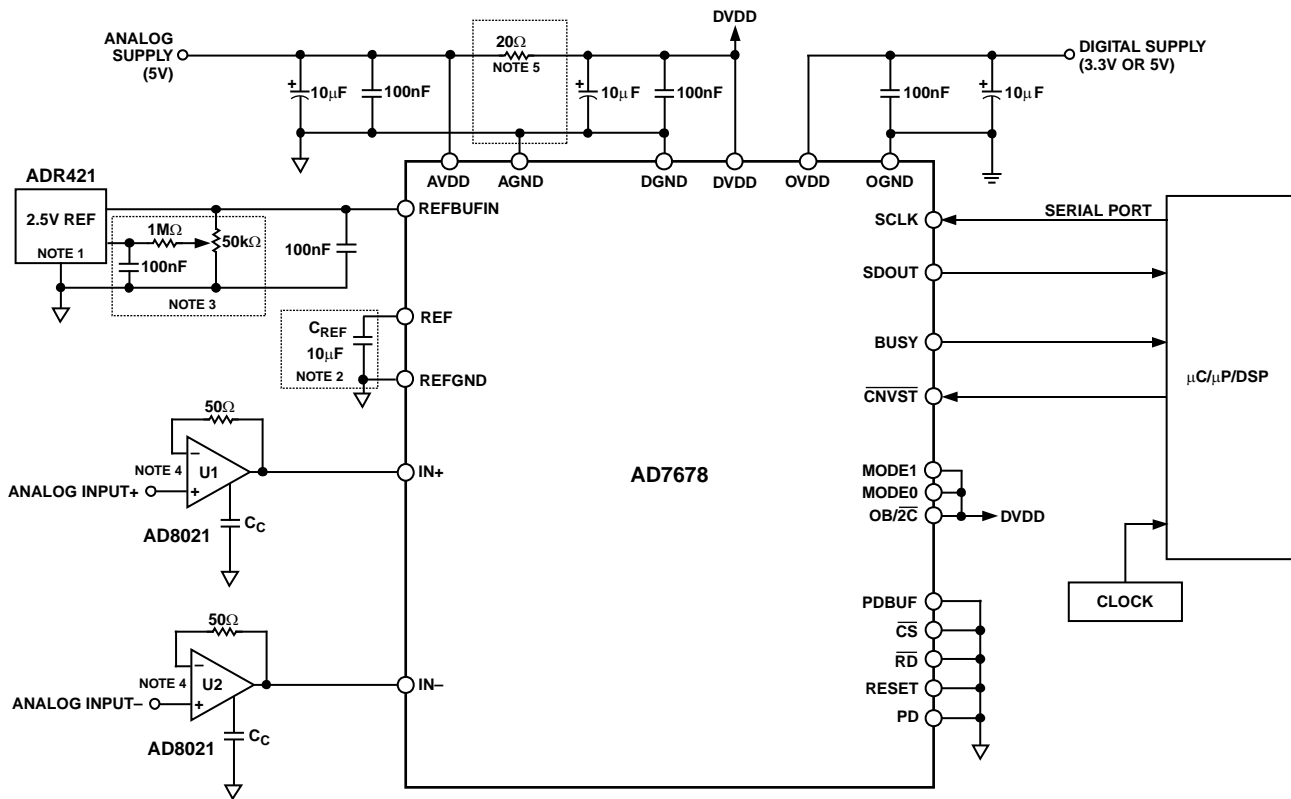 DVDD
ANALOG
SUPPLY
(5V)
20Ω
NOTE 5
DIGITAL SUPPLY
(3.3V OR 5V)
+
10μF
100nF
+
10μF
100nF
100nF
+
10μF
AVDD
AGND
DGND
DVDD
OVDD
OGND
ADR421
2.5V REF
NOTE 1
1MΩ
50kΩ
100nF
NOTE 3
100nF
REFBUFIN
SCLK
SERIAL PORT
SDOUT
REF
CREF
10μF
NOTE 2
REFGND
BUSY
CNVST
μC/μP/DSP
50Ω
–
U1
+
NOTE 4
ANALOG INPUT+
CC
AD8021
IN+
AD7678
MODE1
MODE0
OB/2C
DVDD
CLOCK
50Ω
–
U2
+
NOTE 4
ANALOG INPUT–
CC
AD8021
IN–
PDBUF
CS
RD
RESET
PD